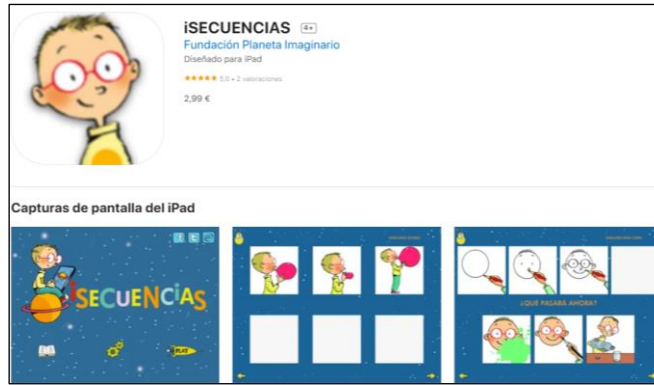 iSECUENCIAS 4+
Fundación Planeta Imaginario
Diseñado para iPad
★★★★★ 5,0 • 2 valoraciones
2,99 €
Capturas de pantalla del iPad
iSECUENCIAS
PLAY
¿QUÉ PASARÁ AHORA?